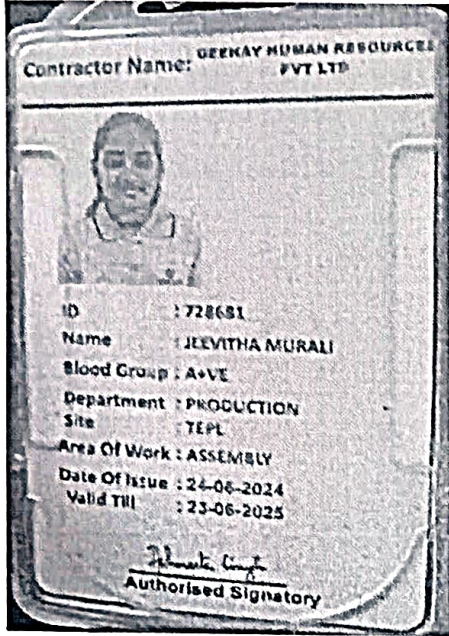 Contractor Name: GEEKAY HUMAN RESOURCES
PVT LTD
ID : 728681
Name : JEEVITHA MURALI
Blood Group : A+VE
Department : PRODUCTION
Site : TEPL
Area Of Work : ASSEMBLY
Date Of Issue : 24-06-2024
Valid Till : 23-06-2025
Authorised Signatory